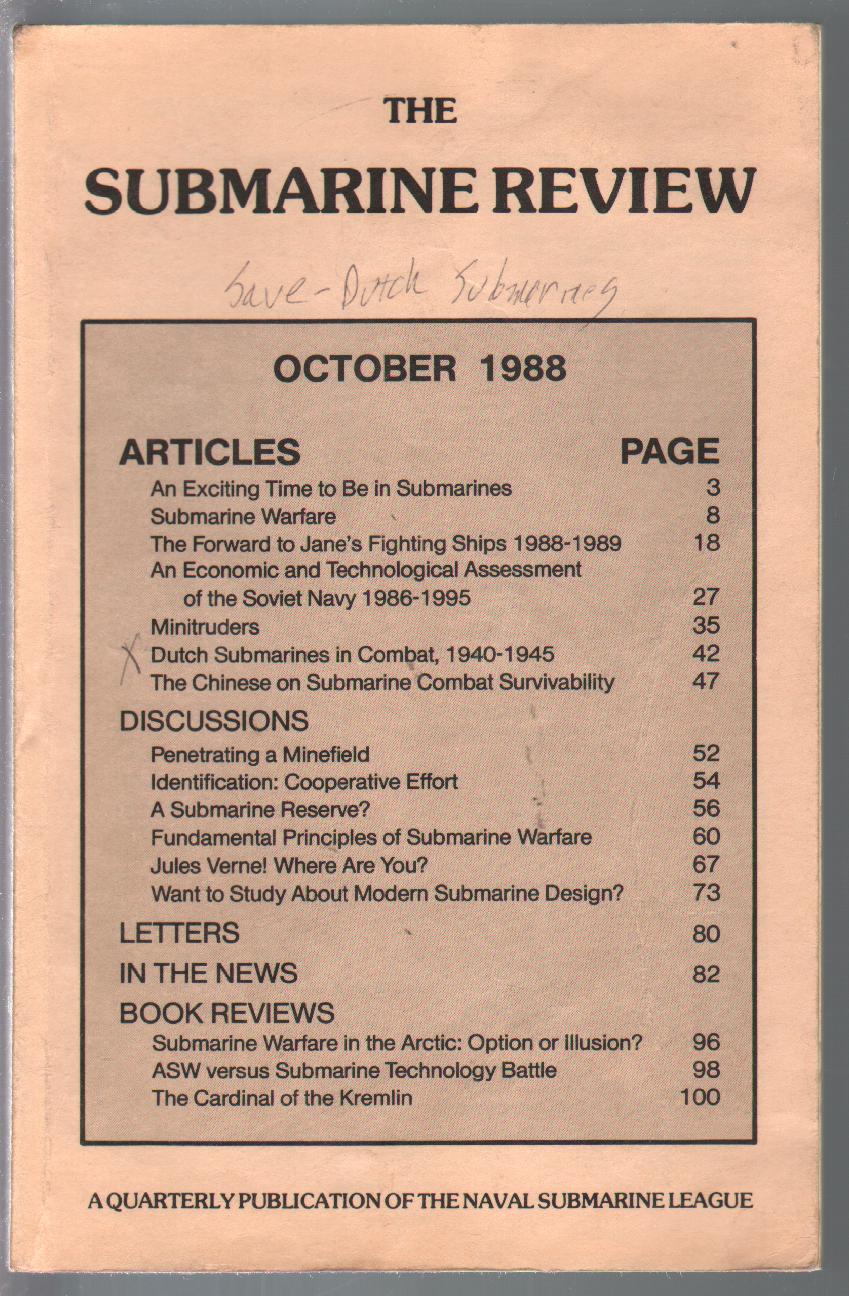 THE
SUBMARINE REVIEW
Save - Dutch Submarines
OCTOBER 1988
ARTICLES PAGE
An Exciting Time to Be in Submarines 3
Submarine Warfare 8
The Forward to Jane's Fighting Ships 1988-1989 18
An Economic and Technological Assessment
of the Soviet Navy 1986-1995 27
Minitruders 35
X Dutch Submarines in Combat, 1940-1945 42
The Chinese on Submarine Combat Survivability 47
DISCUSSIONS
Penetrating a Minefield 52
Identification: Cooperative Effort 54
A Submarine Reserve? 56
Fundamental Principles of Submarine Warfare 60
Jules Verne! Where Are You? 67
Want to Study About Modern Submarine Design? 73
LETTERS 80
IN THE NEWS 82
BOOK REVIEWS
Submarine Warfare in the Arctic: Option or Illusion? 96
ASW versus Submarine Technology Battle 98
The Cardinal of the Kremlin 100
A QUARTERLY PUBLICATION OF THE NAVAL SUBMARINE LEAGUE